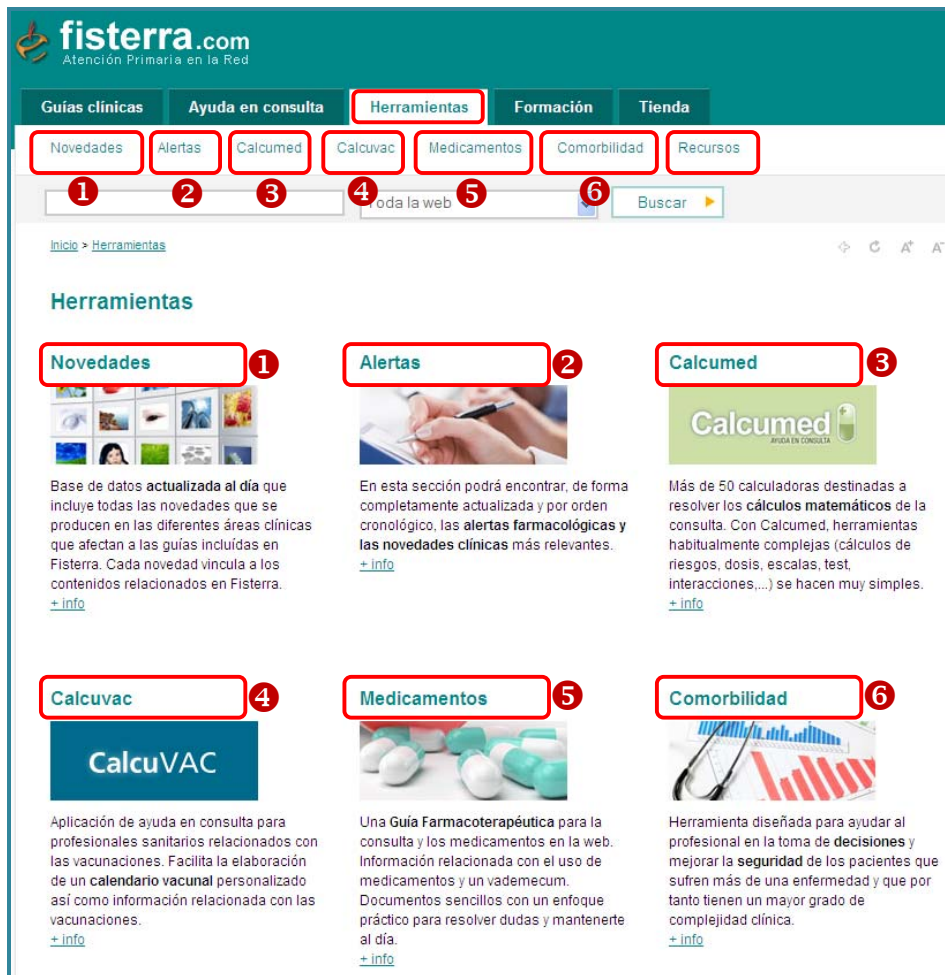 fisterra.com
Atención Primaria en la Red
Guías clínicas Ayuda en consulta Herramientas Formación Tienda
Novedades Alertas Calcumed Calcuvac Medicamentos Comorbilidad Recursos
1 2 3 4 5 6
Toda la web Buscar
Inicio > Herramientas A+ A-
Herramientas
Novedades 1
Base de datos actualizada al día que
incluye todas las novedades que se
producen en las diferentes áreas clínicas
que afectan a las guías incluídas en
Fisterra. Cada novedad vincula a los
contenidos relacionados en Fisterra.
+ info
Alertas 2
En esta sección podrá encontrar, de forma
completamente actualizada y por orden
cronológico, las alertas farmacológicas y
las novedades clínicas más relevantes.
+ info
Calcumed 3
Calcumed
AYUDA EN CONSULTA
Más de 50 calculadoras destinadas a
resolver los cálculos matemáticos de la
consulta. Con Calcumed, herramientas
habitualmente complejas (cálculos de
riesgos, dosis, escalas, test,
interacciones,...) se hacen muy simples.
+ info
Calcuvac 4
CalcuVAC
Aplicación de ayuda en consulta para
profesionales sanitarios relacionados con
las vacunaciones. Facilita la elaboración
de un calendario vacunal personalizado
así como información relacionada con las
vacunaciones.
+ info
Medicamentos 5
Una Guía Farmacoterapéutica para la
consulta y los medicamentos en la web.
Información relacionada con el uso de
medicamentos y un vademecum.
Documentos sencillos con un enfoque
práctico para resolver dudas y mantenerte
al día.
+ info
Comorbilidad 6
Herramienta diseñada para ayudar al
profesional en la toma de decisiones y
mejorar la seguridad de los pacientes que
sufren más de una enfermedad y que por
tanto tienen un mayor grado de
complejidad clínica.
+ info